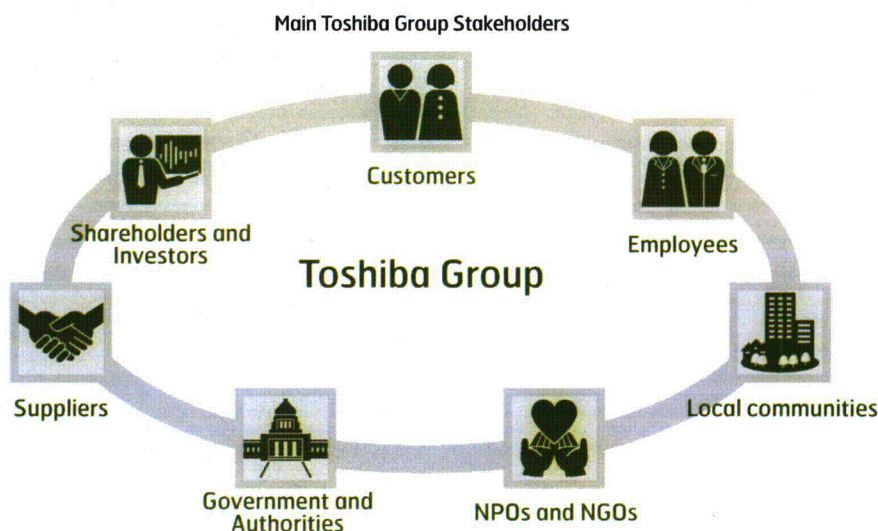 Main Toshiba Group Stakeholders
Customers
Shareholders and
Investors
Employees
Toshiba Group
Suppliers
Local communities
Government and
Authorities
NPOs and NGOs